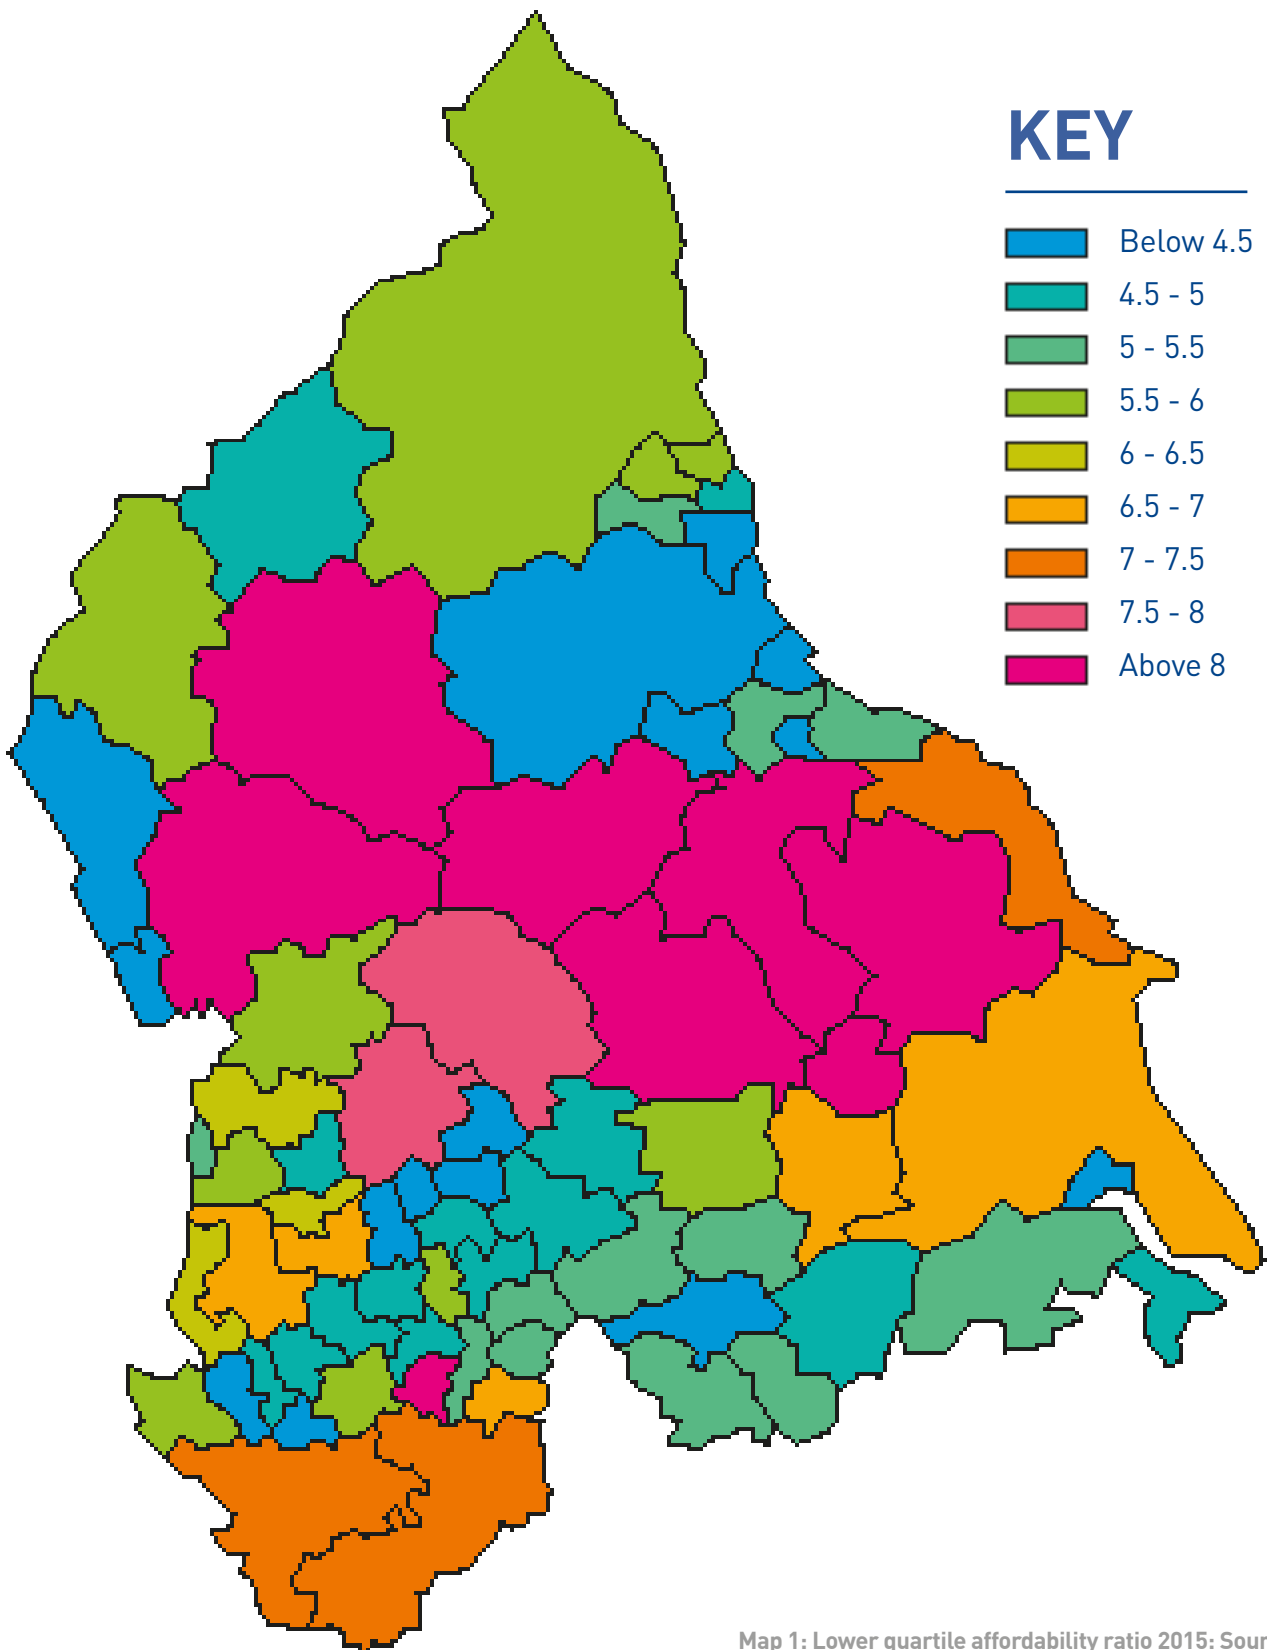 KEY
Below 4.5
4.5 - 5
5 - 5.5
5.5 - 6
6 - 6.5
6.5 - 7
7 - 7.5
7.5 - 8
Above 8
Map 1: Lower quartile affordability ratio 2015: Sour